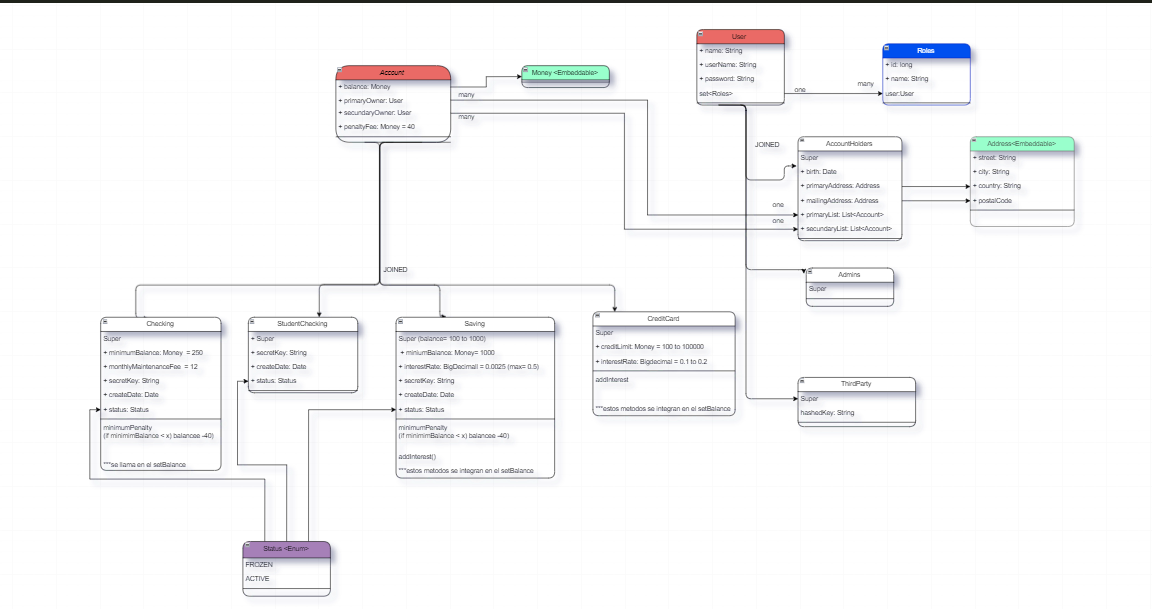 User
+ name: String
+ userName: String
+ password: String
set<Roles>
Roles
+ id: long
+ name: String
user:User
one
many
Account
+ balance: Money
+ primaryOwner: User
+ secundaryOwner: User
+ penaltyFee: Money = 40
Money <Embeddable>
many
many
JOINED
AccountHolders
Super
+ birth: Date
+ primaryAddress: Address
+ mailingAddress: Address
+ primaryList: List<Account>
+ secundaryList: List<Account>
one
one
Address<Embeddable>
+ street: String
+ city: String
+ country: String
+ postalCode
Admins
Super
JOINED
Checking
Super
+ minimumBalance: Money = 250
+ monthlyMaintenanceFee = 12
+ secretKey: String
+ createDate: Date
+ status: Status
minimumPenalty
(if minimimBalance < x) balancee -40)
***se llama en el setBalance
StudentChecking
+ Super
+ secretKey: String
+ createDate: Date
+ status: Status
Saving
Super (balance= 100 to 1000)
+ miniumBalance: Money= 1000
+ interestRate: BigDecimal = 0.0025 (max= 0.5)
+ secretKey: String
+ createDate: Date
+ status: Status
minimumPenalty
(if minimimBalance < x) balancee -40)
addInterest()
***estos metodos se integran en el setBalance
CreditCard
Super
+ creditLimit: Money = 100 to 100000
+ interestRate: Bigdecimal = 0.1 to 0.2
addInterest
***estos metodos se integran en el setBalance
ThirdParty
Super
hashedKey: String
Status <Enum>
FROZEN
ACTIVE